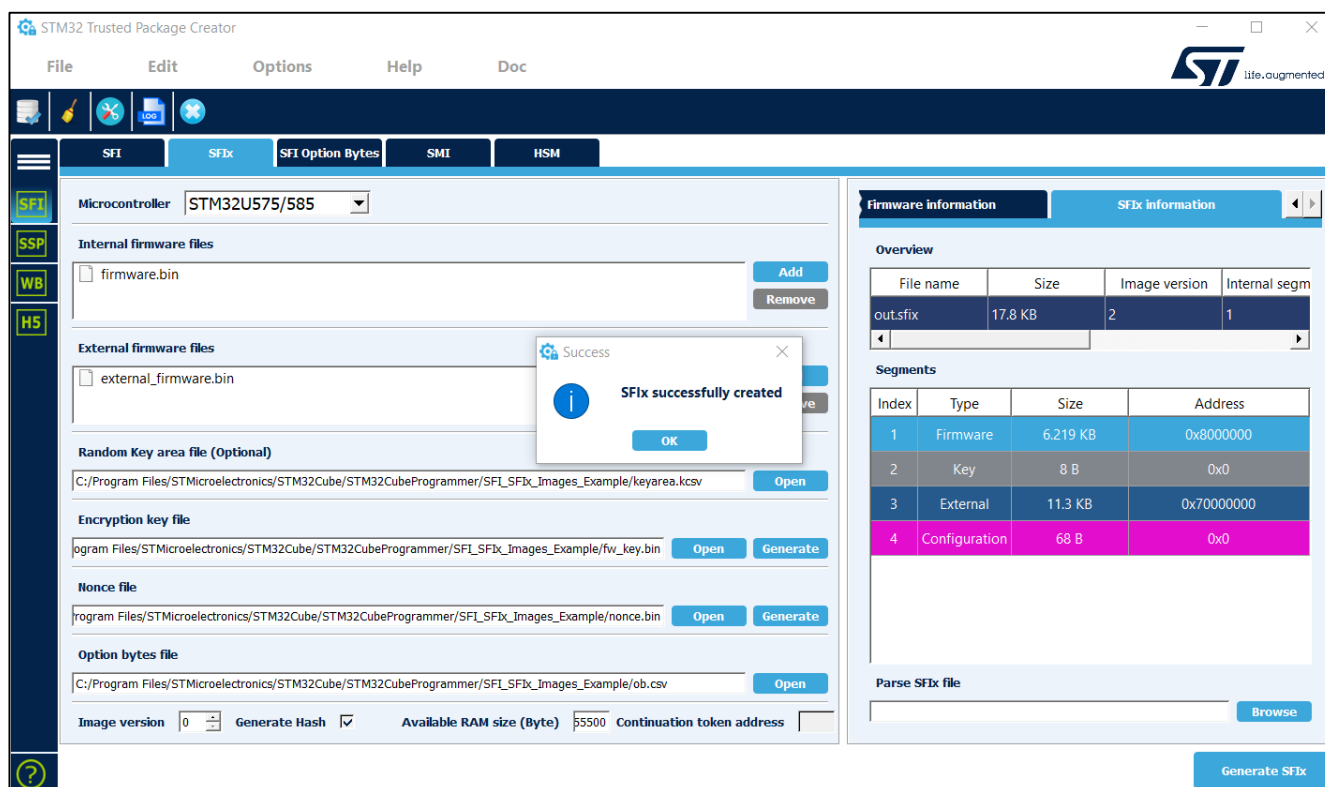 STM32 Trusted Package Creator
File Edit Options Help Doc
life.augmented
LOG
SFI SFIx SFI Option Bytes SMI HSM
SFI
SSP
WB
H5
Microcontroller STM32U575/585
Internal firmware files
firmware.bin
Add
Remove
External firmware files
external_firmware.bin
Success
SFIx successfully created
OK
Random Key area file (Optional)
C:/Program Files/STMicroelectronics/STM32Cube/STM32CubeProgrammer/SFI_SFIx_Images_Example/keyarea.kcsv Open
Encryption key file
ogram Files/STMicroelectronics/STM32Cube/STM32CubeProgrammer/SFI_SFIx_Images_Example/fw_key.bin Open Generate
Nonce file
rogram Files/STMicroelectronics/STM32Cube/STM32CubeProgrammer/SFI_SFIx_Images_Example/nonce.bin Open Generate
Option bytes file
C:/Program Files/STMicroelectronics/STM32Cube/STM32CubeProgrammer/SFI_SFIx_Images_Example/ob.csv Open
Image version 0 Generate Hash Available RAM size (Byte) 55500 Continuation token address
Firmware information SFIx information
Overview
File name Size Image version Internal segm
out.sfix 17.8 KB 2 1
Segments
Index Type Size Address
1 Firmware 6.219 KB 0x8000000
2 Key 8 B 0x0
3 External 11.3 KB 0x70000000
4 Configuration 68 B 0x0
Parse SFIx file
Browse
Generate SFIx